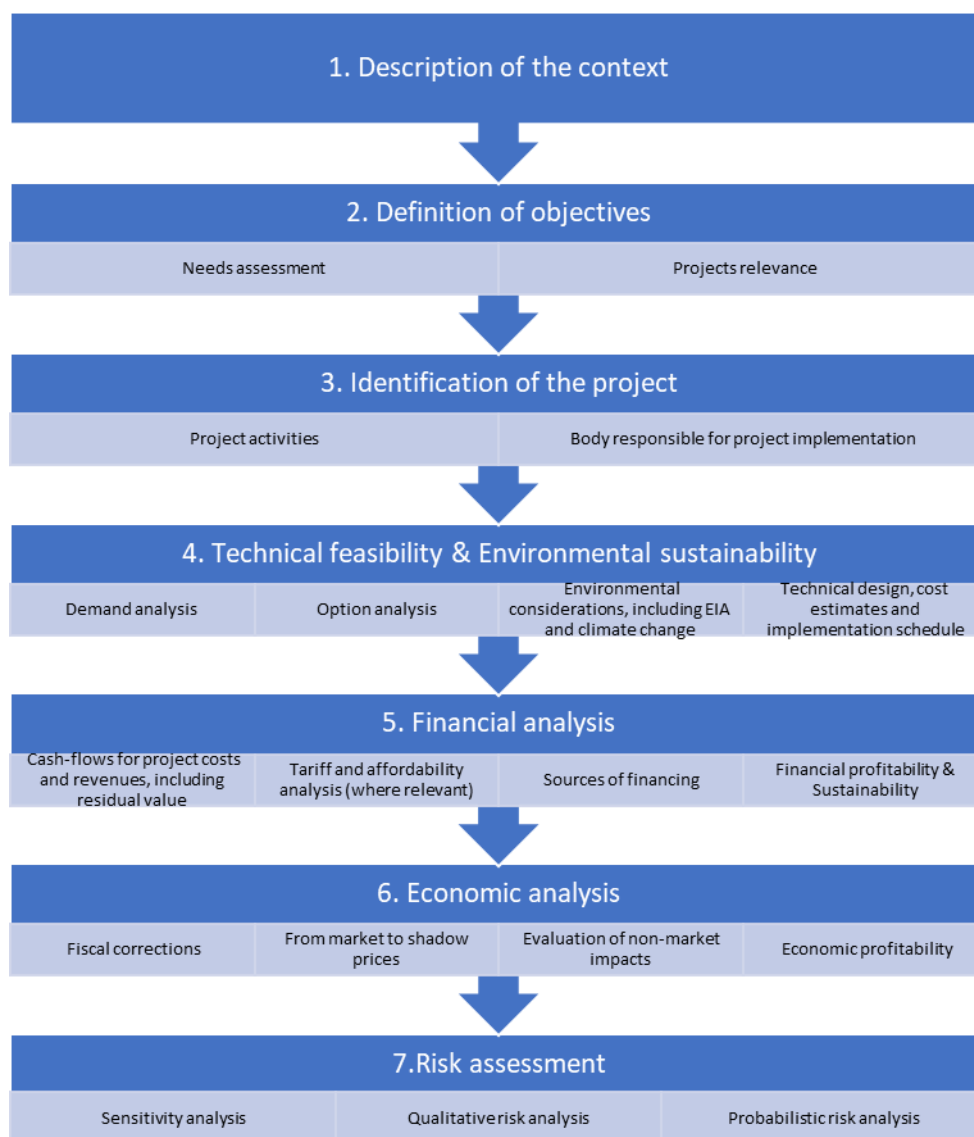 1. Description of the context
2. Definition of objectives
Needs assessment
Projects relevance
3. Identification of the project
Project activities
Body responsible for project implementation
4. Technical feasibility & Environmental sustainability
Demand analysis
Option analysis
Environmental
considerations, including EIA
and climate change
Technical design, cost
estimates and
implementation schedule
5. Financial analysis
Cash-flows for project costs
and revenues, including
residual value
Tariff and affordability
analysis (where relevant)
Sources of financing
Financial profitability &
Sustainability
6. Economic analysis
Fiscal corrections
From market to shadow
prices
Evaluation of non-market
impacts
Economic profitability
7.Risk assessment
Sensitivity analysis
Qualitative risk analysis
Probabilistic risk analysis